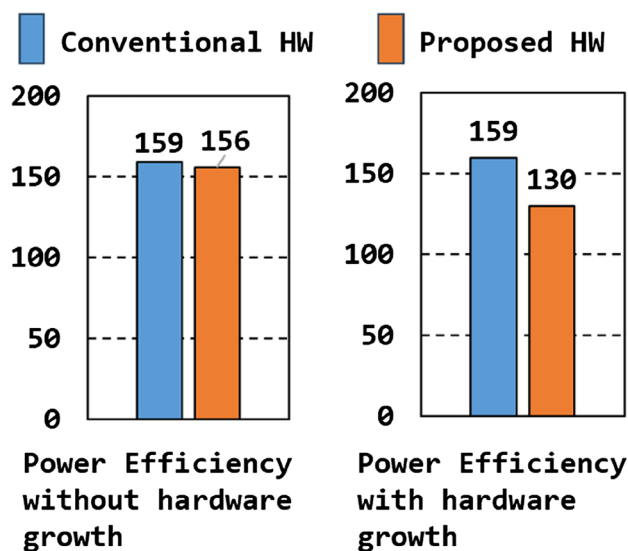 Conventional HW
Proposed HW
200
150
100
50
0
159
156
Power Efficiency
without hardware
growth
200
150
100
50
0
159
130
Power Efficiency
with hardware
growth